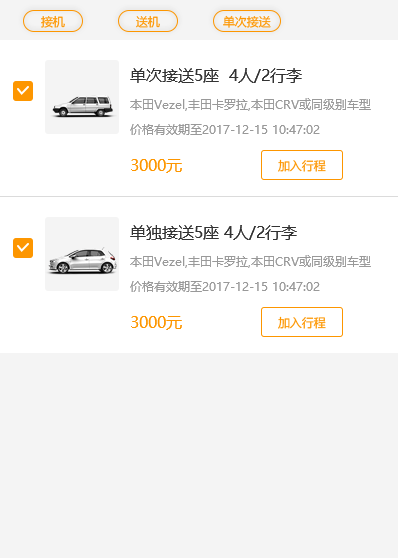 接机 送机 单次接送
单次接送5座 4人/2行李
本田Vezel,丰田卡罗拉,本田CRV或同级别车型
价格有效期至2017-12-15 10:47:02
3000元 加入行程
单独接送5座 4人/2行李
本田Vezel,丰田卡罗拉,本田CRV或同级别车型
价格有效期至2017-12-15 10:47:02
3000元 加入行程